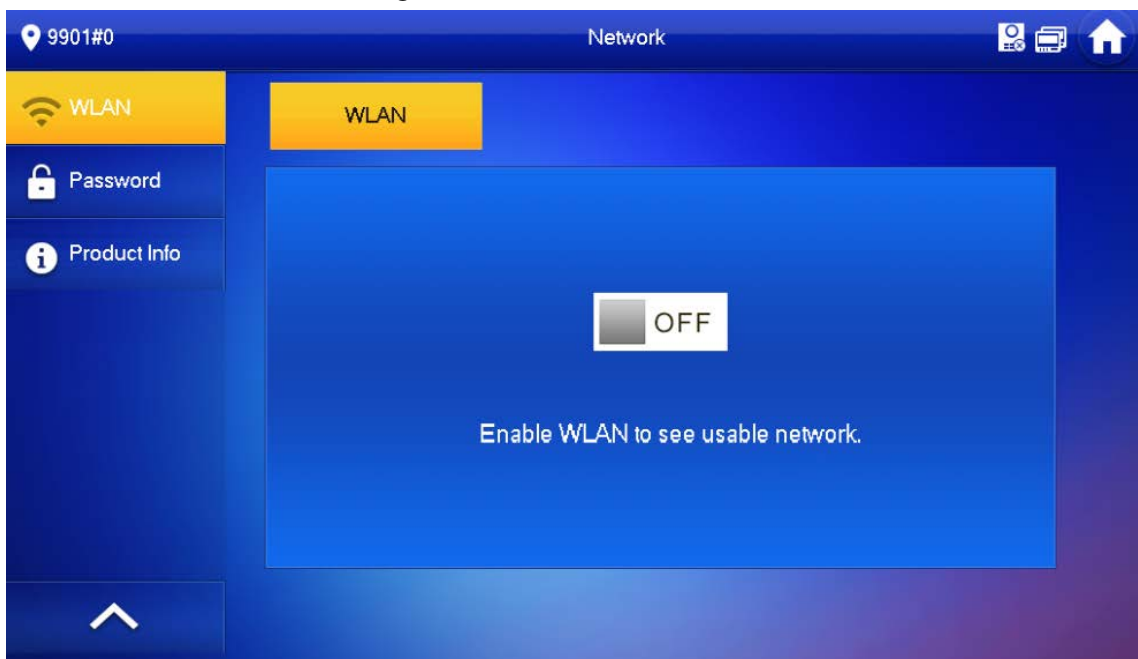 9901#0
Network
WLAN
Password
Product Info
WLAN
OFF
Enable WLAN to see usable network.